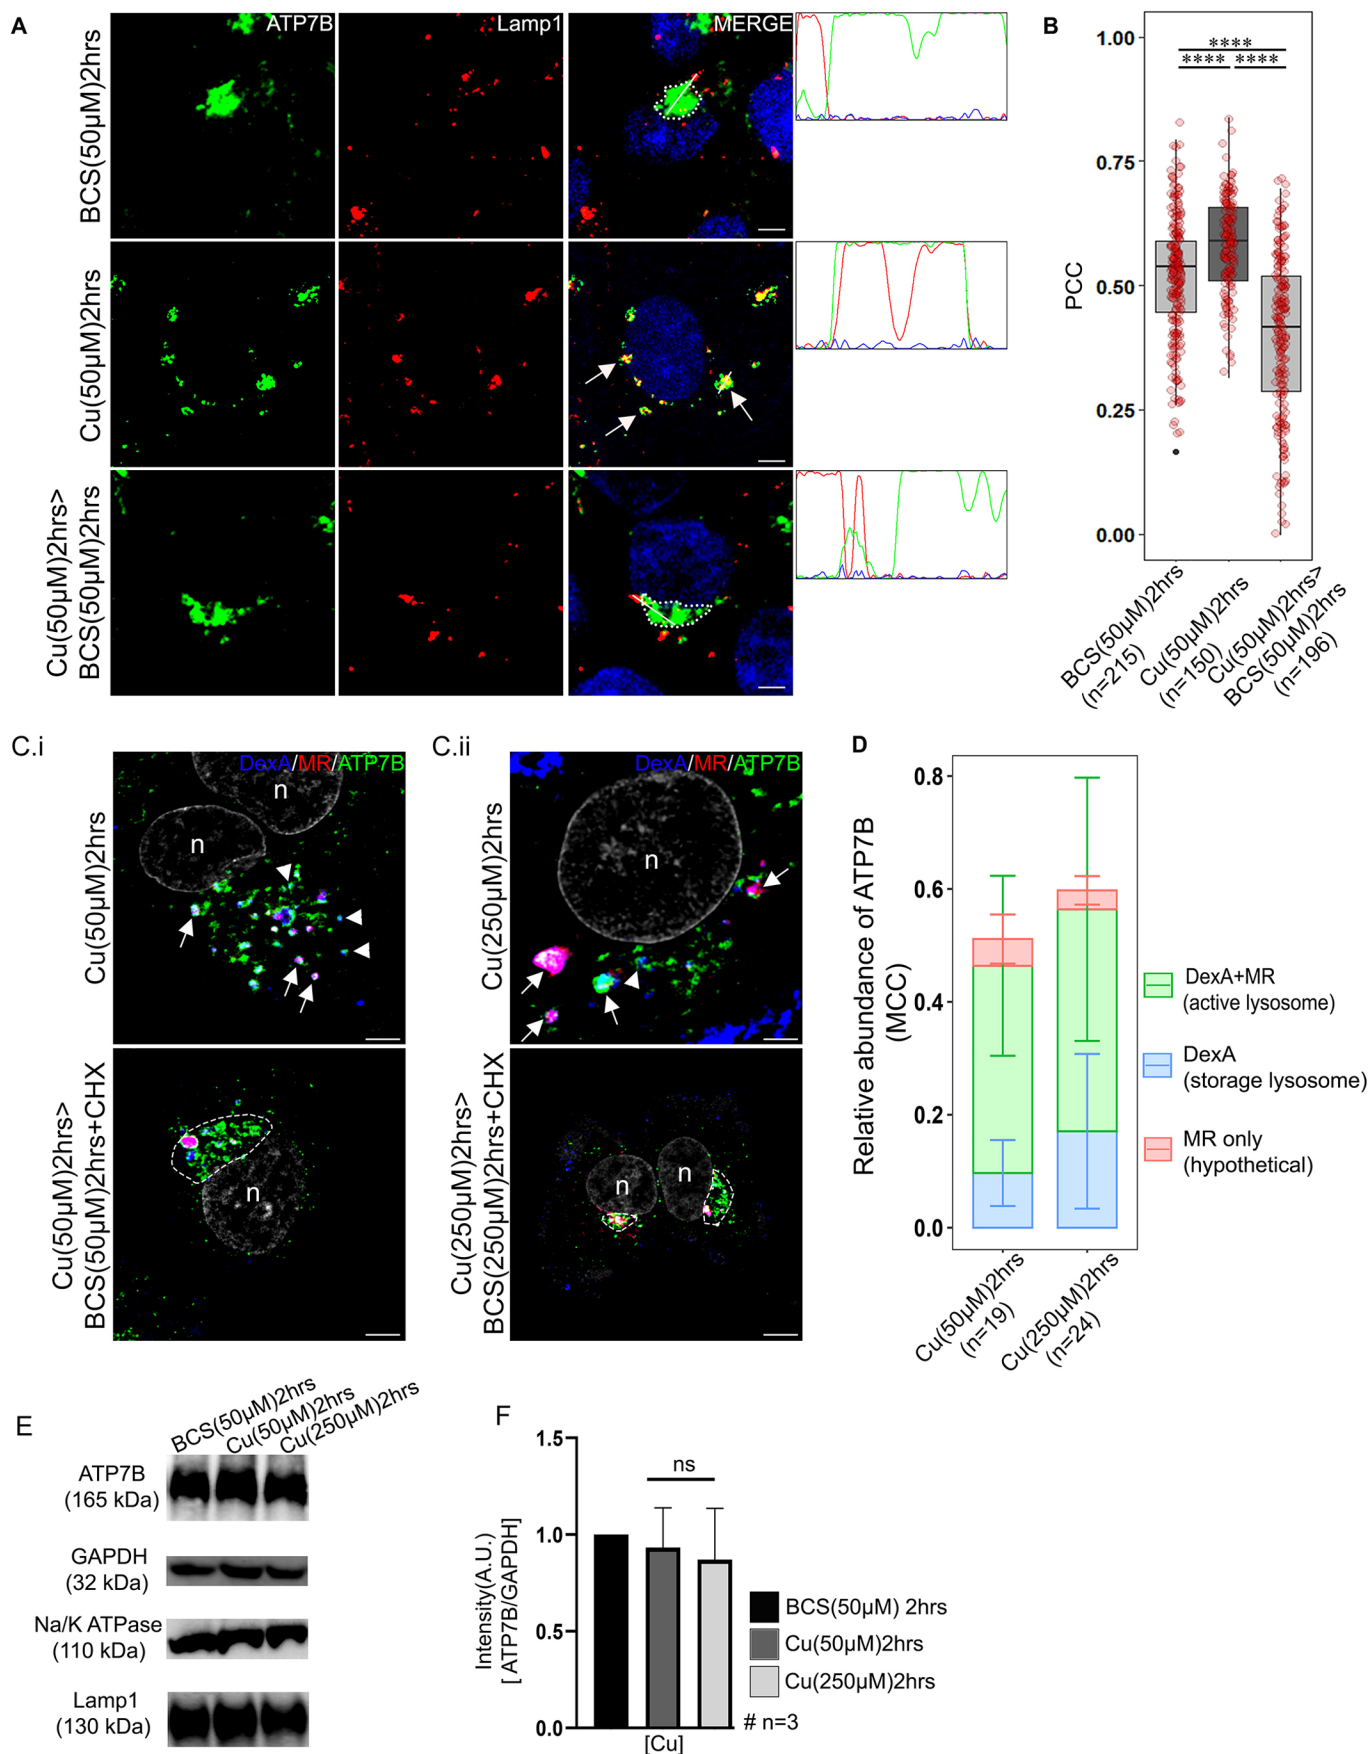 A
ATP7B
Lamp1
MERGE
BCS(50µM)2hrs
Cu(50µM)2hrs
Cu(50µM)2hrs>
BCS(50µM)2hrs
B
PCC
1.00
0.75
0.50
0.25
0.00
****
**** ****
BCS(50µM)2hrs
(n=215)
Cu(50µM)2hrs
(n=150)
Cu(50µM)2hrs>
BCS(50µM)2hrs
(n=196)
C.i
DexA/MR/ATP7B
Cu(50µM)2hrs
n
n
Cu(50µM)2hrs>
BCS(50µM)2hrs+CHX
n
C.ii
DexA/MR/ATP7B
Cu(250µM)2hrs
n
Cu(250µM)2hrs>
BCS(250µM)2hrs+CHX
n
n
D
Relative abundance of ATP7B
(MCC)
0.8
0.6
0.4
0.2
0.0
Cu(50µM)2hrs
(n=19)
Cu(250µM)2hrs
(n=24)
DexA+MR
(active lysosome)
DexA
(storage lysosome)
MR only
(hypothetical)
E
BCS(50µM)2hrs
Cu(50µM)2hrs
Cu(250µM)2hrs
ATP7B
(165 kDa)
GAPDH
(32 kDa)
Na/K ATPase
(110 kDa)
Lamp1
(130 kDa)
F
Intensity(A.U.)
[ ATP7B/GAPDH]
1.5
1.0
0.5
0.0
ns
[Cu]
BCS(50µM) 2hrs
Cu(50µM)2hrs
Cu(250µM)2hrs
# n=3